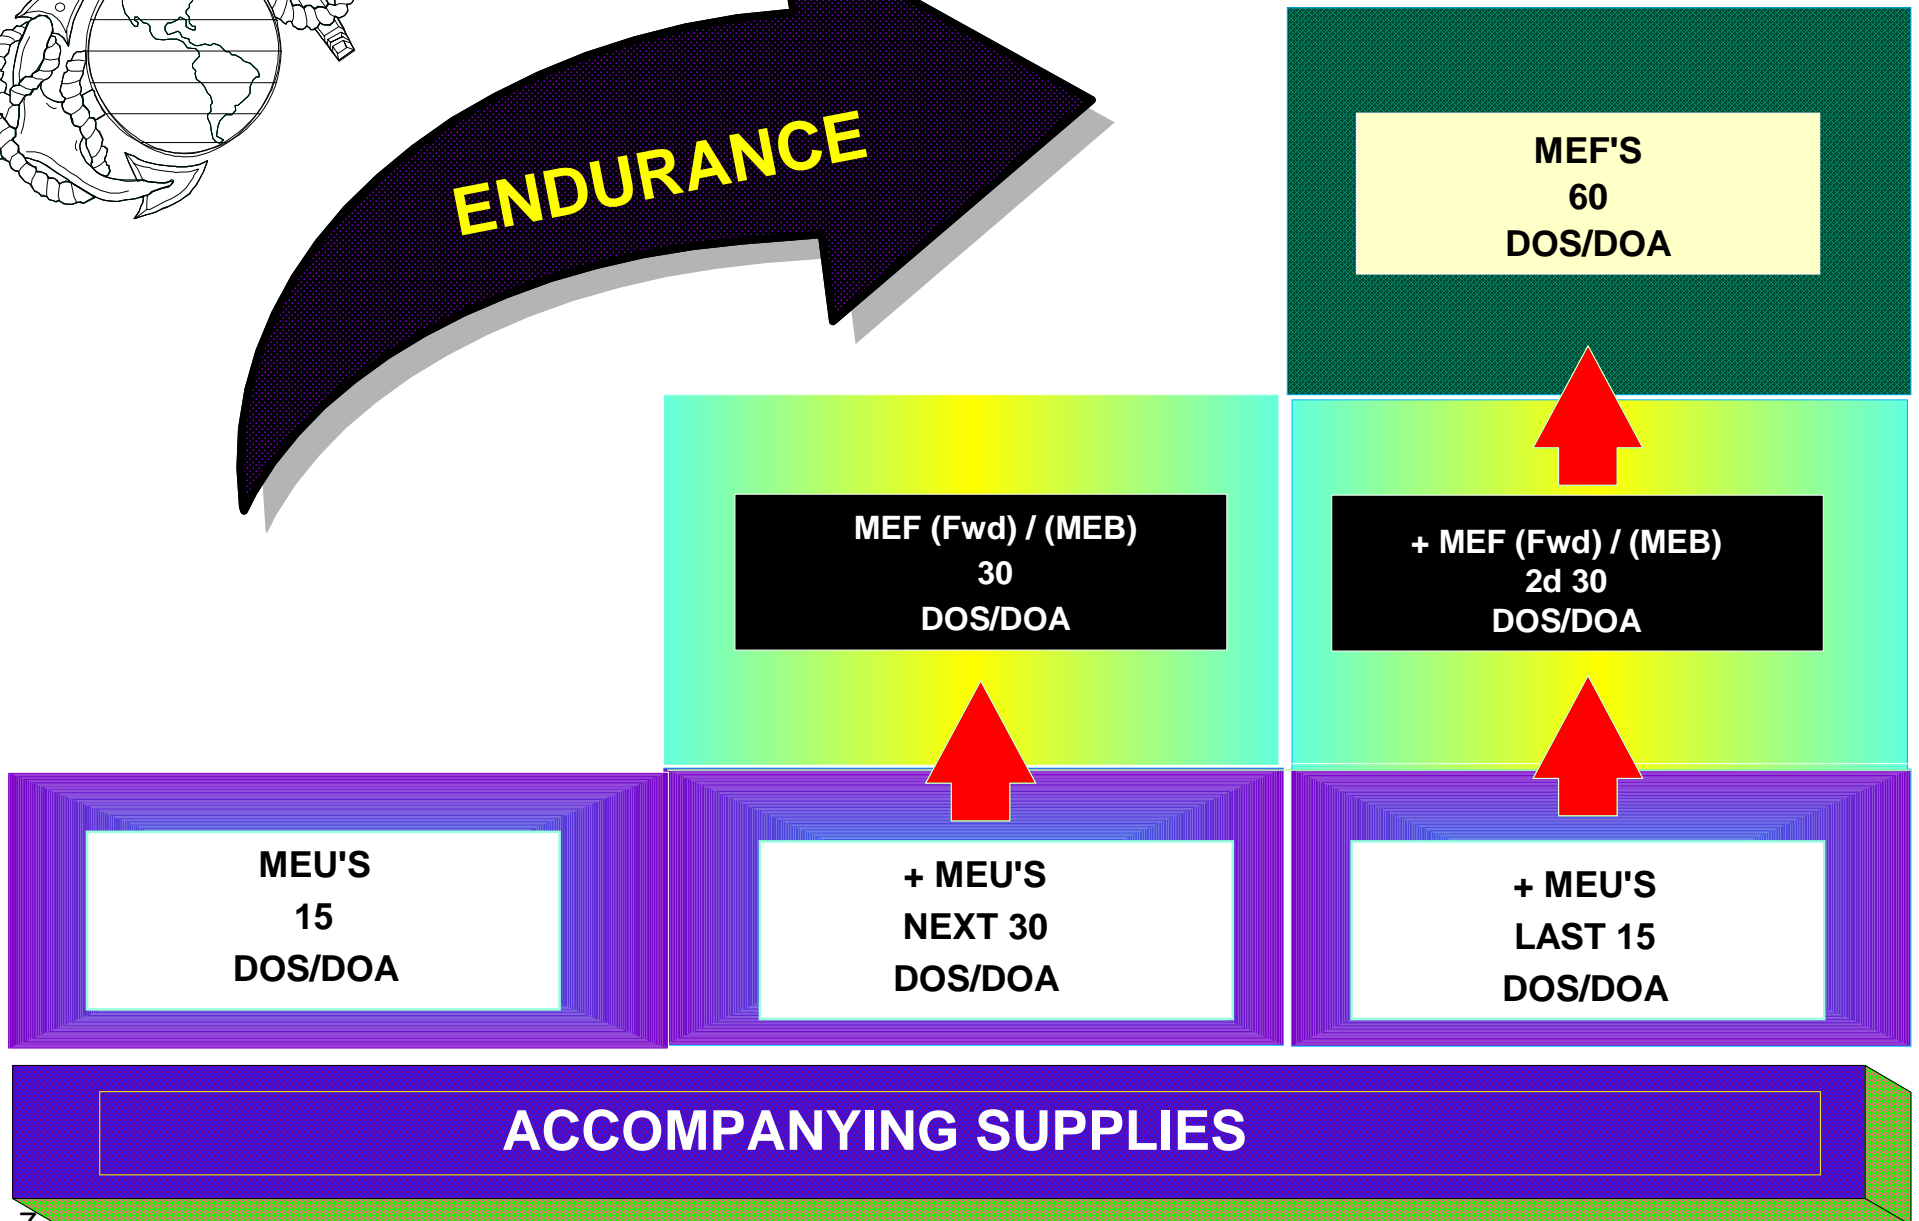 ENDURANCE
MEF'S
60
DOS/DOA
MEF (Fwd) / (MEB)
30
DOS/DOA
+ MEF (Fwd) / (MEB)
2d 30
DOS/DOA
MEU'S
15
DOS/DOA
+ MEU'S
NEXT 30
DOS/DOA
+ MEU'S
LAST 15
DOS/DOA
ACCOMPANYING SUPPLIES